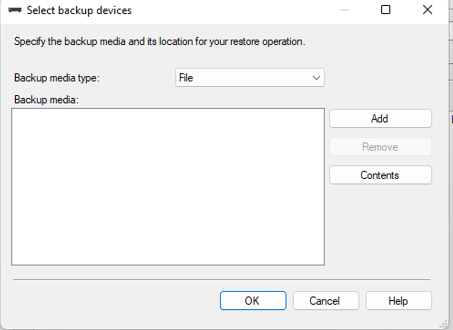 Select backup devices
Specify the backup media and its location for your restore operation.
Backup media type:
File
Backup media:
Add
Remove
Contents
OK
Cancel
Help